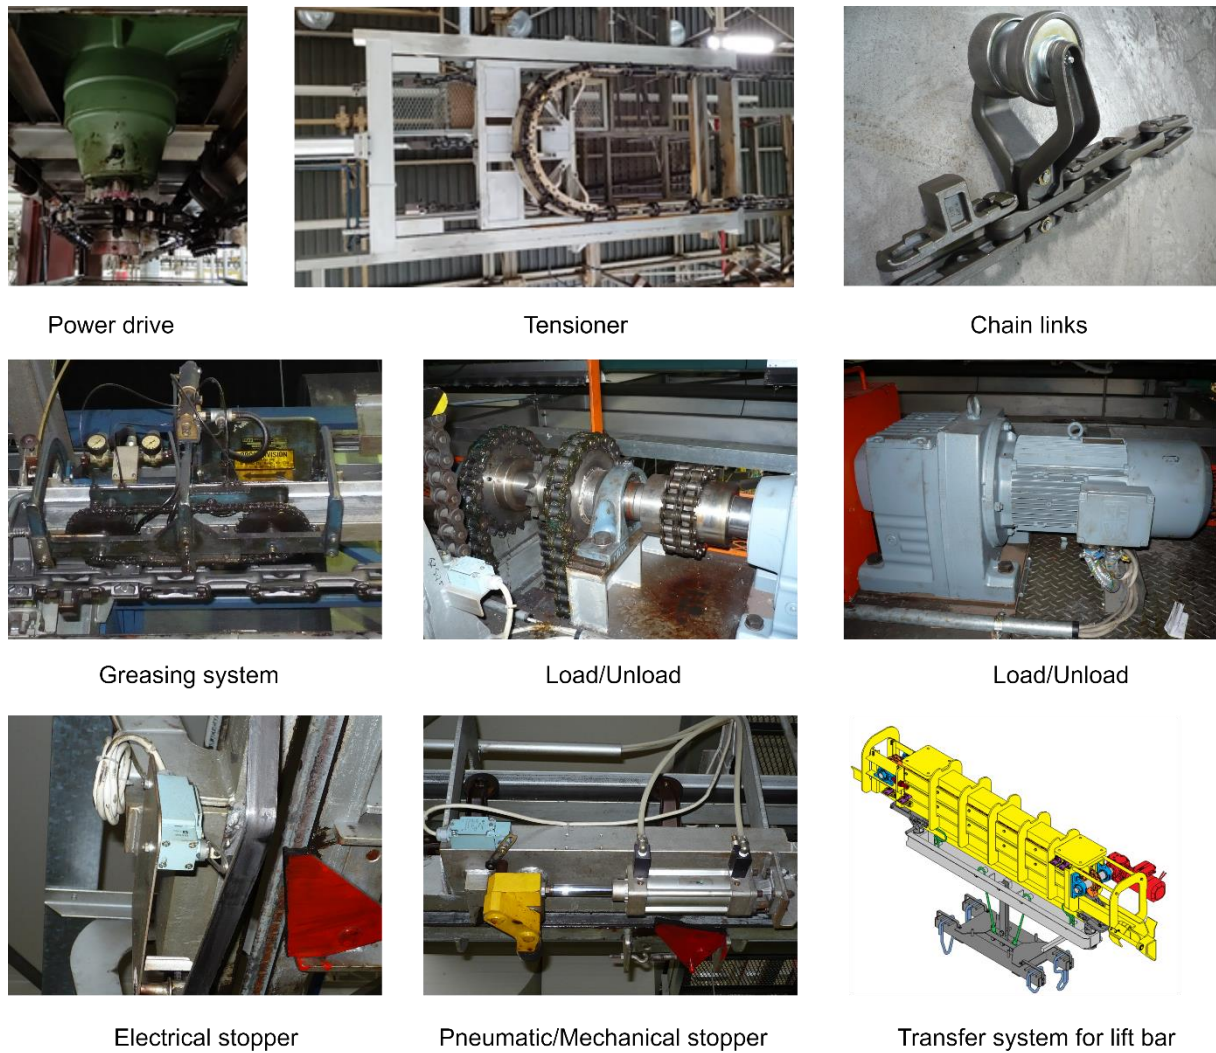 Power drive
Tensioner
Chain links
Greasing system
Load/Unload
Load/Unload
Electrical stopper
Pneumatic/Mechanical stopper
Transfer system for lift bar